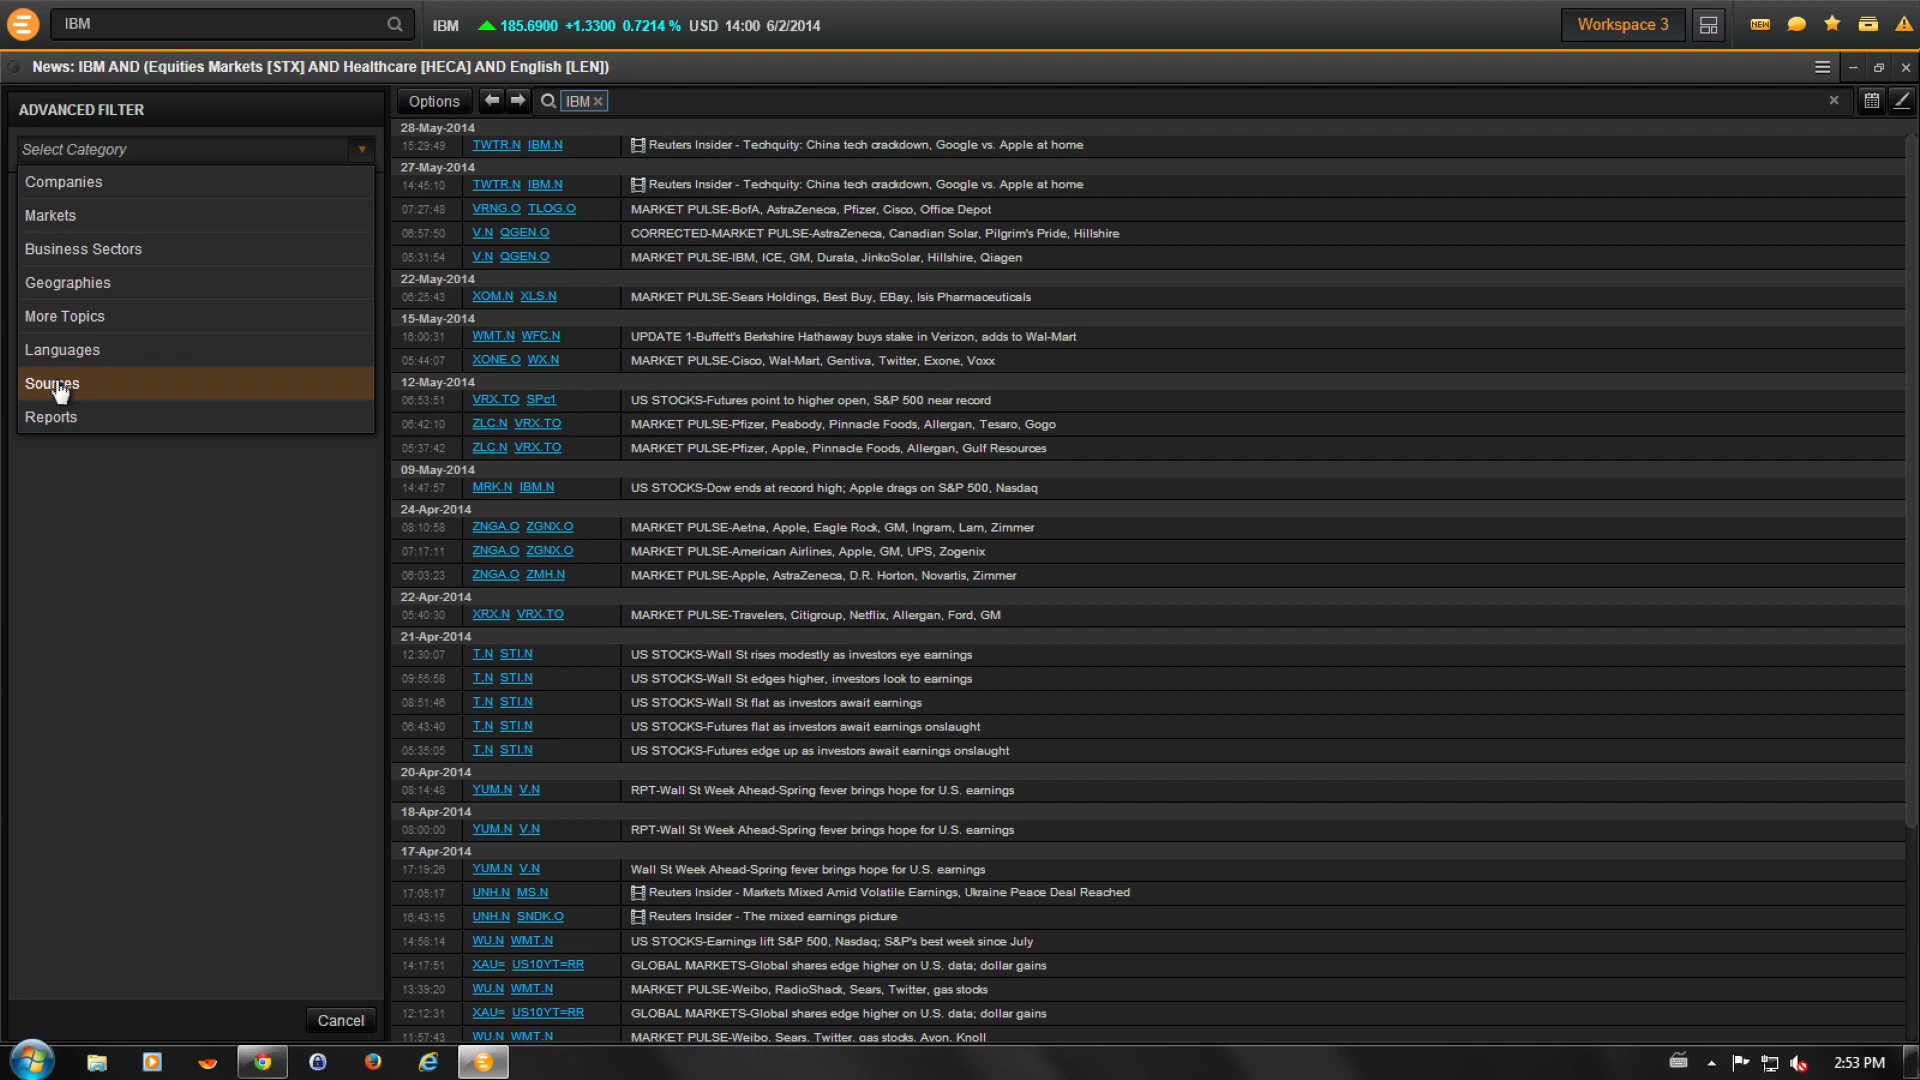 IBM
IBM 185.6900 +1.3300 0.7214 % USD 14:00 6/2/2014
Workspace 3
NEW
News: IBM AND (Equities Markets [STX] AND Healthcare [HECA] AND English [LEN])
ADVANCED FILTER
Select Category
Companies
Markets
Business Sectors
Geographies
More Topics
Languages
Sources
Reports
Cancel
Options IBM
28-May-2014
15:29:49 TWTR.N IBM.N Reuters Insider - Techquity: China tech crackdown, Google vs. Apple at home
27-May-2014
14:45:10 TWTR.N IBM.N Reuters Insider - Techquity: China tech crackdown, Google vs. Apple at home
07:27:48 VRNG.O TLOG.O MARKET PULSE-BofA, AstraZeneca, Pfizer, Cisco, Office Depot
06:57:50 V.N QGEN.O CORRECTED-MARKET PULSE-AstraZeneca, Canadian Solar, Pilgrim's Pride, Hillshire
05:31:54 V.N QGEN.O MARKET PULSE-IBM, ICE, GM, Durata, JinkoSolar, Hillshire, Qiagen
22-May-2014
06:25:43 XOM.N XLS.N MARKET PULSE-Sears Holdings, Best Buy, EBay, Isis Pharmaceuticals
15-May-2014
16:00:31 WMT.N WFC.N UPDATE 1-Buffett's Berkshire Hathaway buys stake in Verizon, adds to Wal-Mart
05:44:07 XONE.O WX.N MARKET PULSE-Cisco, Wal-Mart, Gentiva, Twitter, Exone, Voxx
12-May-2014
06:53:51 VRX.TO SPc1 US STOCKS-Futures point to higher open, S&P 500 near record
06:42:10 ZLC.N VRX.TO MARKET PULSE-Pfizer, Peabody, Pinnacle Foods, Allergan, Tesaro, Gogo
05:37:42 ZLC.N VRX.TO MARKET PULSE-Pfizer, Apple, Pinnacle Foods, Allergan, Gulf Resources
09-May-2014
14:47:57 MRK.N IBM.N US STOCKS-Dow ends at record high; Apple drags on S&P 500, Nasdaq
24-Apr-2014
08:10:58 ZNGA.O ZGNX.O MARKET PULSE-Aetna, Apple, Eagle Rock, GM, Ingram, Lam, Zimmer
07:17:11 ZNGA.O ZGNX.O MARKET PULSE-American Airlines, Apple, GM, UPS, Zogenix
06:03:23 ZNGA.O ZMH.N MARKET PULSE-Apple, AstraZeneca, D.R. Horton, Novartis, Zimmer
22-Apr-2014
05:40:30 XRX.N VRX.TO MARKET PULSE-Travelers, Citigroup, Netflix, Allergan, Ford, GM
21-Apr-2014
12:30:07 T.N STI.N US STOCKS-Wall St rises modestly as investors eye earnings
09:55:58 T.N STI.N US STOCKS-Wall St edges higher, investors look to earnings
08:51:46 T.N STI.N US STOCKS-Wall St flat as investors await earnings
06:43:40 T.N STI.N US STOCKS-Futures flat as investors await earnings onslaught
05:35:05 T.N STI.N US STOCKS-Futures edge up as investors await earnings onslaught
20-Apr-2014
08:14:48 YUM.N V.N RPT-Wall St Week Ahead-Spring fever brings hope for U.S. earnings
18-Apr-2014
08:00:00 YUM.N V.N RPT-Wall St Week Ahead-Spring fever brings hope for U.S. earnings
17-Apr-2014
17:19:26 YUM.N V.N Wall St Week Ahead-Spring fever brings hope for U.S. earnings
17:05:17 UNH.N MS.N Reuters Insider - Markets Mixed Amid Volatile Earnings, Ukraine Peace Deal Reached
16:43:15 UNH.N SNDK.O Reuters Insider - The mixed earnings picture
14:58:14 WU.N WMT.N US STOCKS-Earnings lift S&P 500, Nasdaq; S&P's best week since July
14:17:51 XAU= US10YT=RR GLOBAL MARKETS-Global shares edge higher on U.S. data; dollar gains
13:39:20 WU.N WMT.N MARKET PULSE-Weibo, RadioShack, Sears, Twitter, gas stocks
12:12:31 XAU= US10YT=RR GLOBAL MARKETS-Global shares edge higher on U.S. data; dollar gains
11:57:43 WU.N WMT.N MARKET PULSE-Weibo, Sears, Twitter, gas stocks, Avon, Knoll
2:53 PM